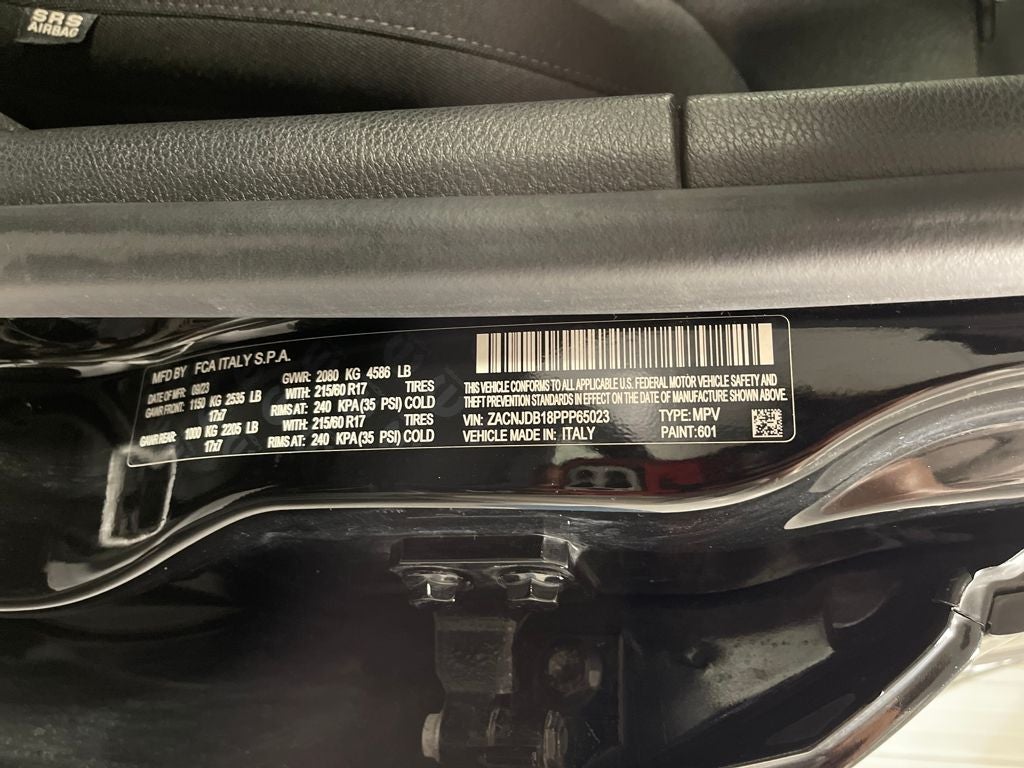 SRS
AIRBAG
MFD BY FCA ITALY S.P.A.
DATE OF MFR: 09/23 GVWR: 2080 KG 4586 LB
GAWR FRONT: 1150 KG 2535 LB WITH: 215/60 R17 TIRES
17x7 RIMS AT: 240 KPA(35 PSI) COLD
GAWR REAR: 1000 KG 2205 LB WITH: 215/60 R17 TIRES
17x7 RIMS AT: 240 KPA(35 PSI) COLD
THIS VEHICLE CONFORMS TO ALL APPLICABLE U.S. FEDERAL MOTOR VEHICLE SAFETY AND
THEFT PREVENTION STANDARDS IN EFFECT ON THE DATE OF MANUFACTURE SHOWN ABOVE.
VIN: ZACNJDB18PPP65023 TYPE: MPV
VEHICLE MADE IN: ITALY PAINT: 601